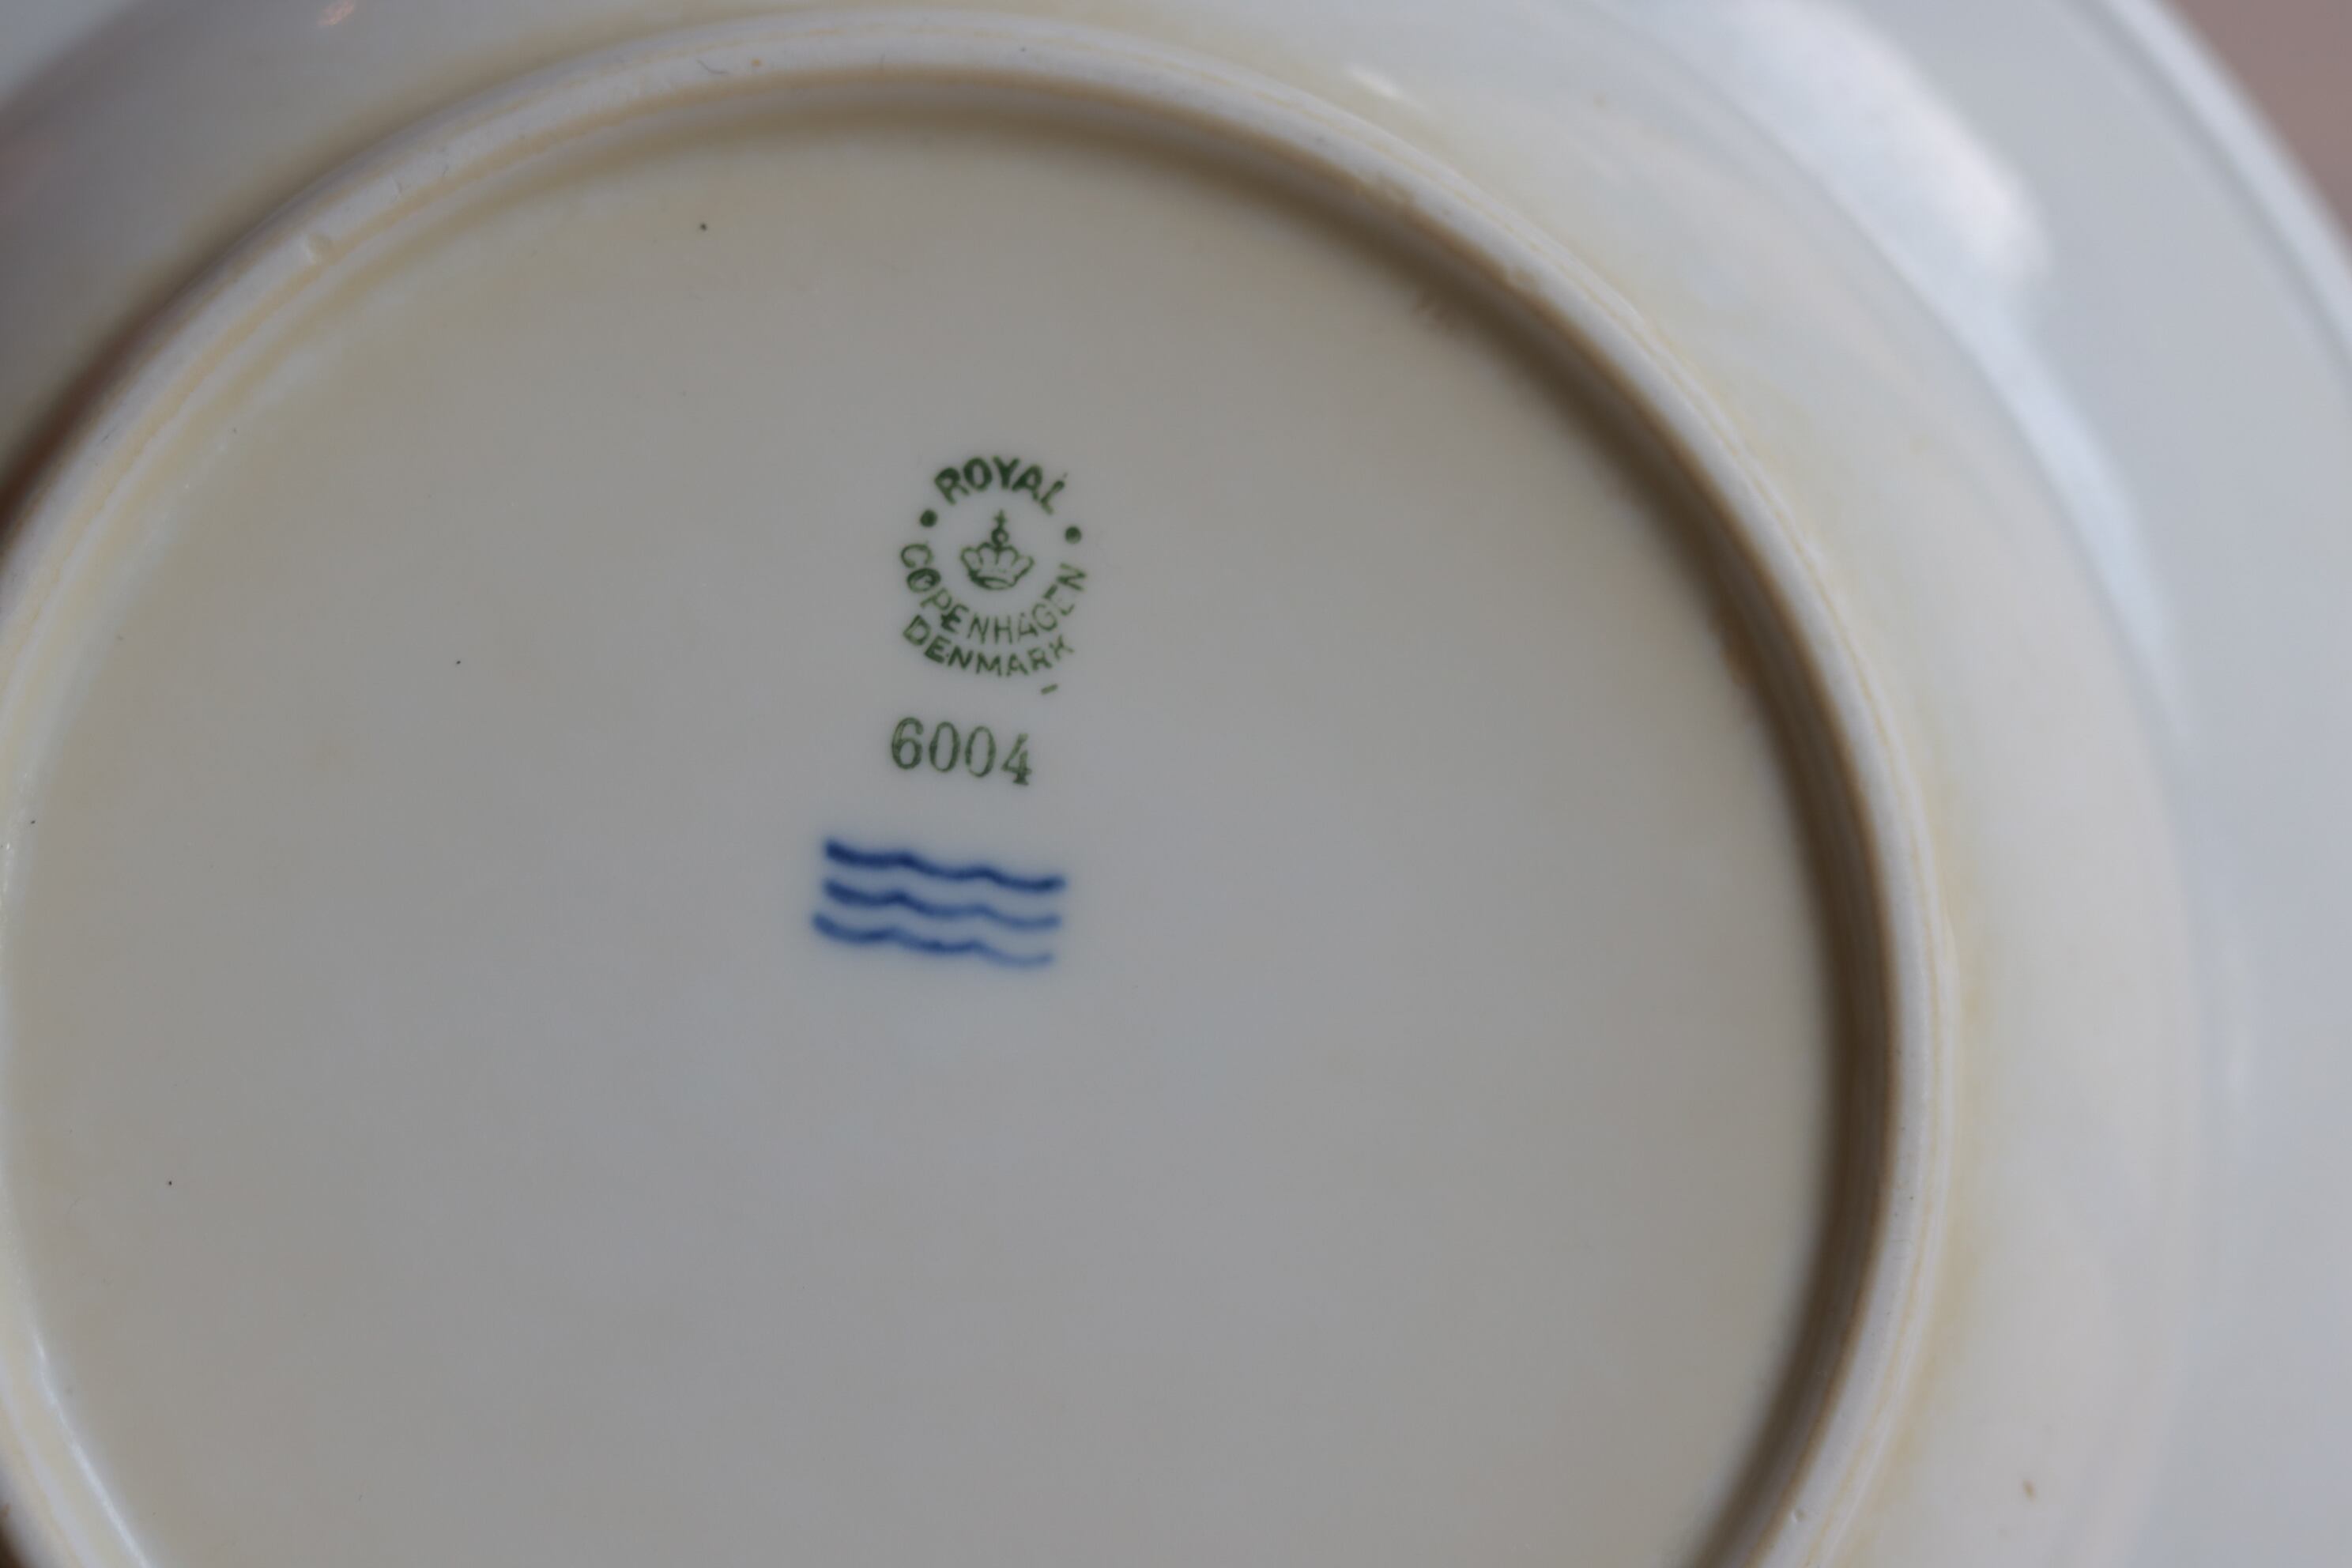 ROYAL
COPENHAGEN
DENMARK
6004